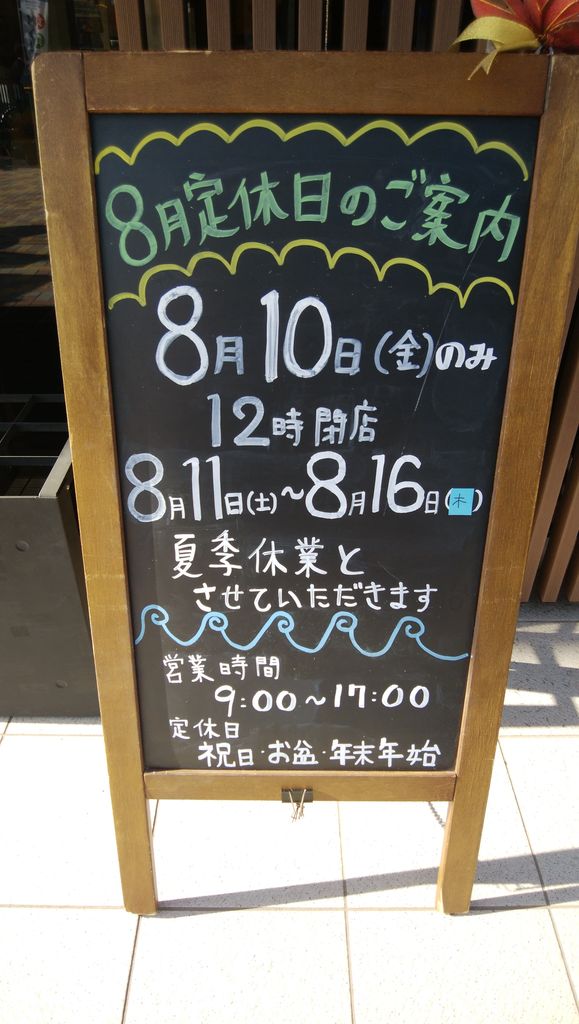 8月定休日のご案内
8月10日(金)のみ
12時閉店
8月11日(土)~8月16日(木)
夏季休業と
させていただきます
営業時間
9:00~17:00
定休日
祝日·お盆·年末年始